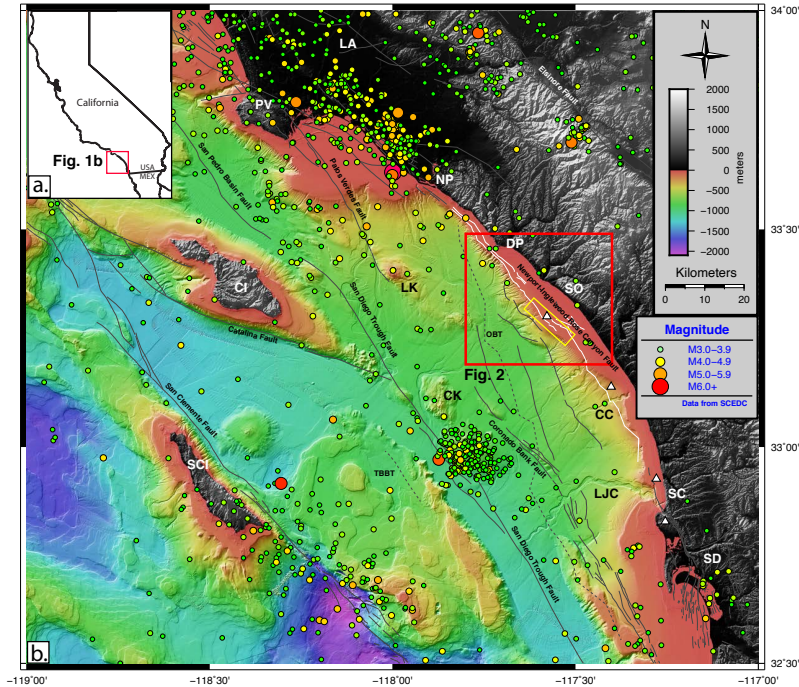 34°00'
33°30'
33°00'
32°30'
−119°00'
−118°30'
−118°00'
−117°30'
−117°00'
California
Fig. 1b
USA
MEX
a.
b.
N
2000
1500
1000
500
0
−500
−1000
−1500
−2000
meters
Kilometers
0 10 20
Magnitude
M3.0−3.9
M4.0−4.9
M5.0−5.9
M6.0+
Data from SCEDC
LA
Elsinore Fault
PV
San Pedro Basin Fault
Palos Verdes Fault
NP
DP
Newport-Inglewood/Rose Canyon Fault
SO
CI
LK
San Diego Trough Fault
OBT
Catalina Fault
Fig. 2
San Clemente Fault
CK
CC
Coronado Bank Fault
SCI
TBBT
LJC
SC
San Diego Trough Fault
SD